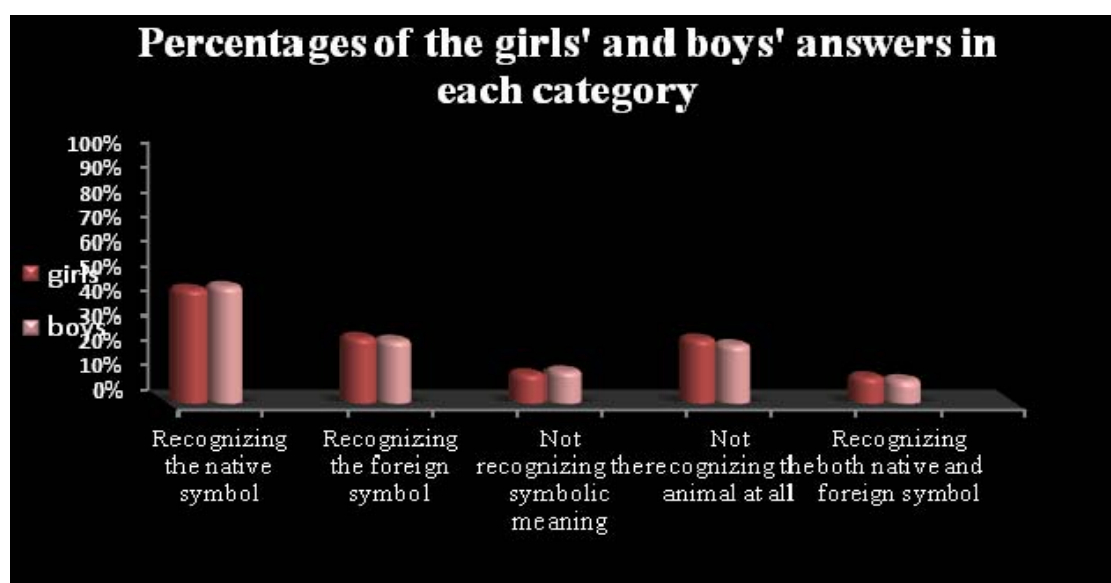 Percentages of the girls' and boys' answers in
each category
100%
90%
80%
70%
60%
50%
40%
30%
20%
10%
0%
girls
boys
Recognizing
the native
symbol
Recognizing
the foreign
symbol
Not
recognizing the
symbolic
meaning
Not
recognizing the
animal at all
Recognizing
both native and
foreign symbol